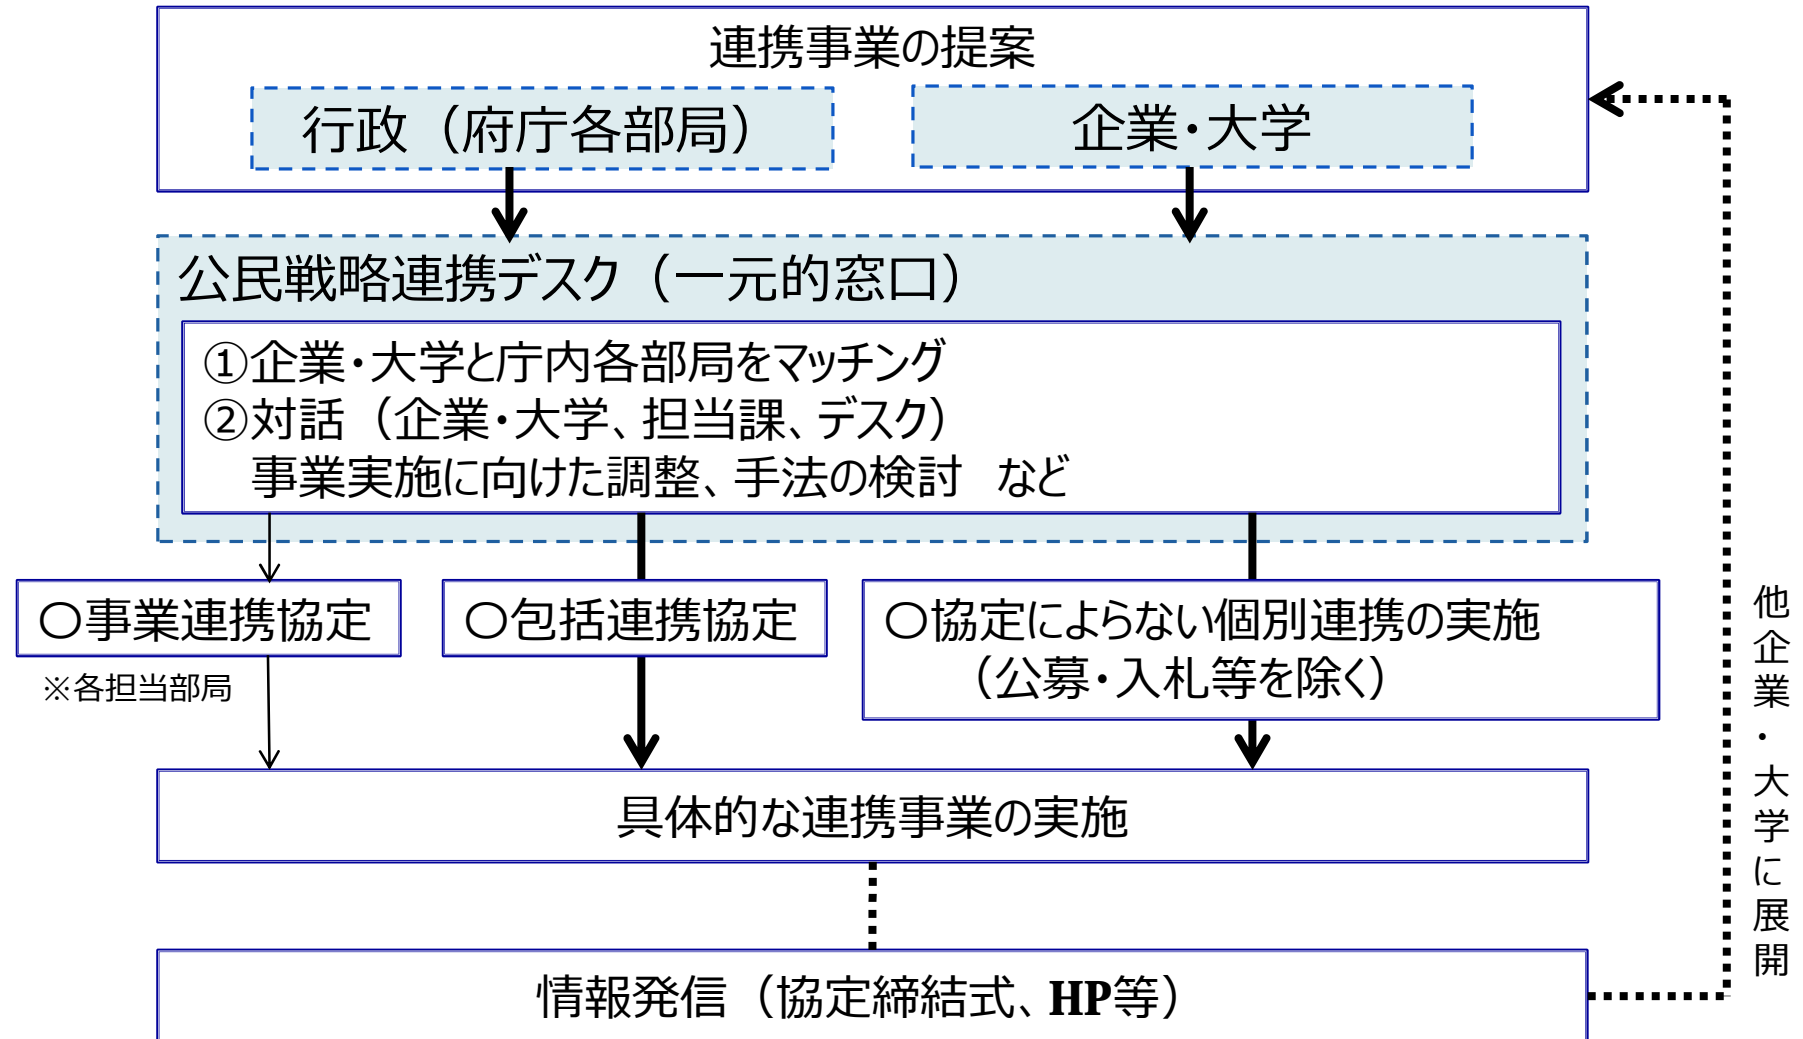 連携事業の提案
行政（府庁各部局）
企業・大学
公民戦略連携デスク（一元的窓口）
①企業・大学と庁内各部局をマッチング
②対話（企業・大学、担当課、デスク）
事業実施に向けた調整、手法の検討　など
〇事業連携協定
※各担当部局
〇包括連携協定
〇協定によらない個別連携の実施
（公募・入札等を除く）
具体的な連携事業の実施
情報発信（協定締結式、HP等）
他企業・大学に展開